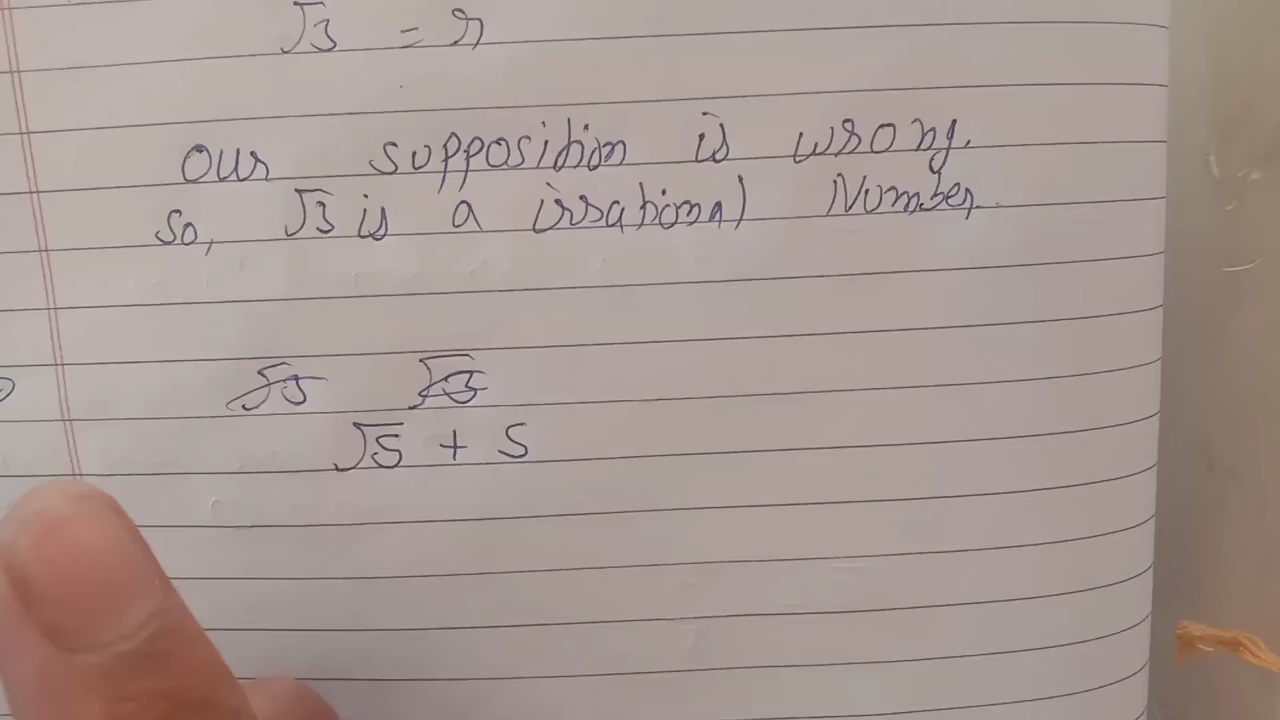 √3 = r
Our supposition is wrong.
so, √3 is a irrational Number.
√5 √3
√5 + 5